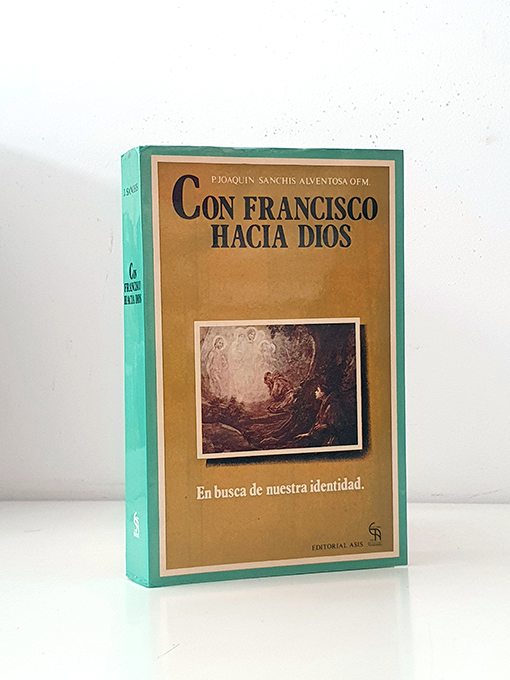 J. SANCHIS
CON
FRANCISCO
HACIA DIOS
P.JOAQUIN SANCHIS ALVENTOSA O.F.M.
CON FRANCISCO
HACIA DIOS
En busca de nuestra identidad.
EDITORIAL ASIS